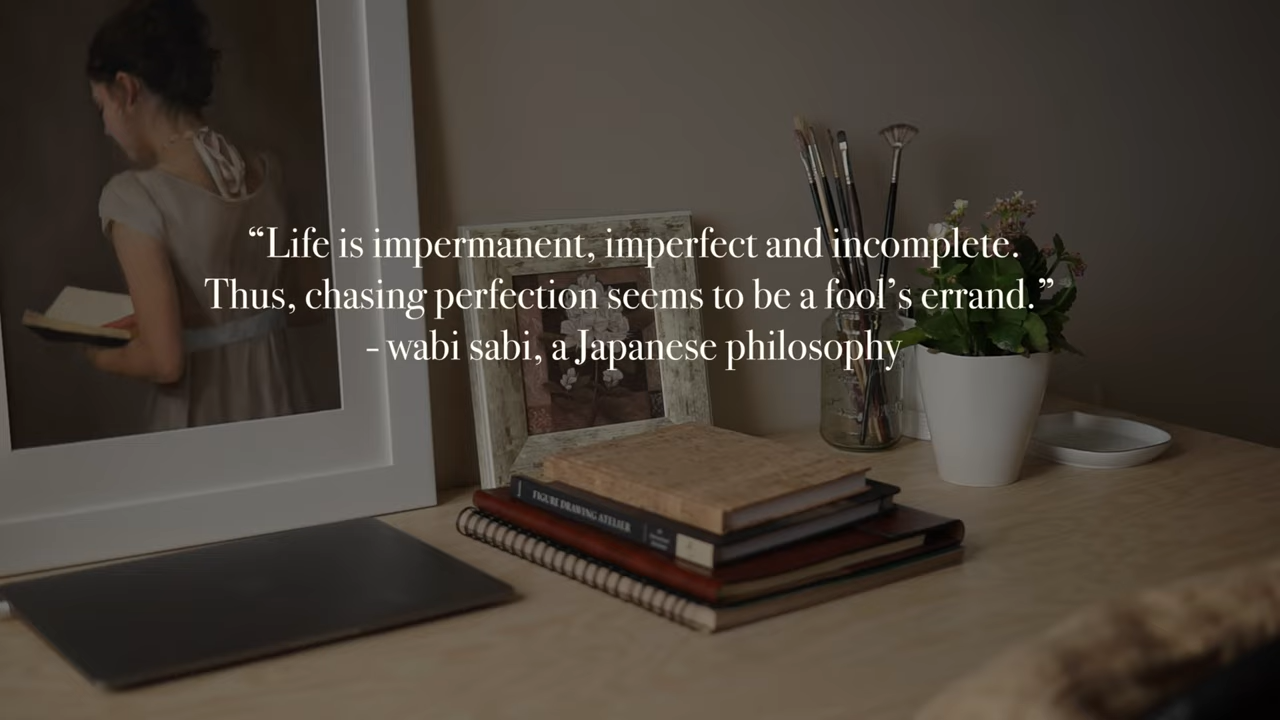 “Life is impermanent, imperfect and incomplete.
Thus, chasing perfection seems to be a fool’s errand.”
- wabi sabi, a Japanese philosophy
FIGURE DRAWING ATELIER